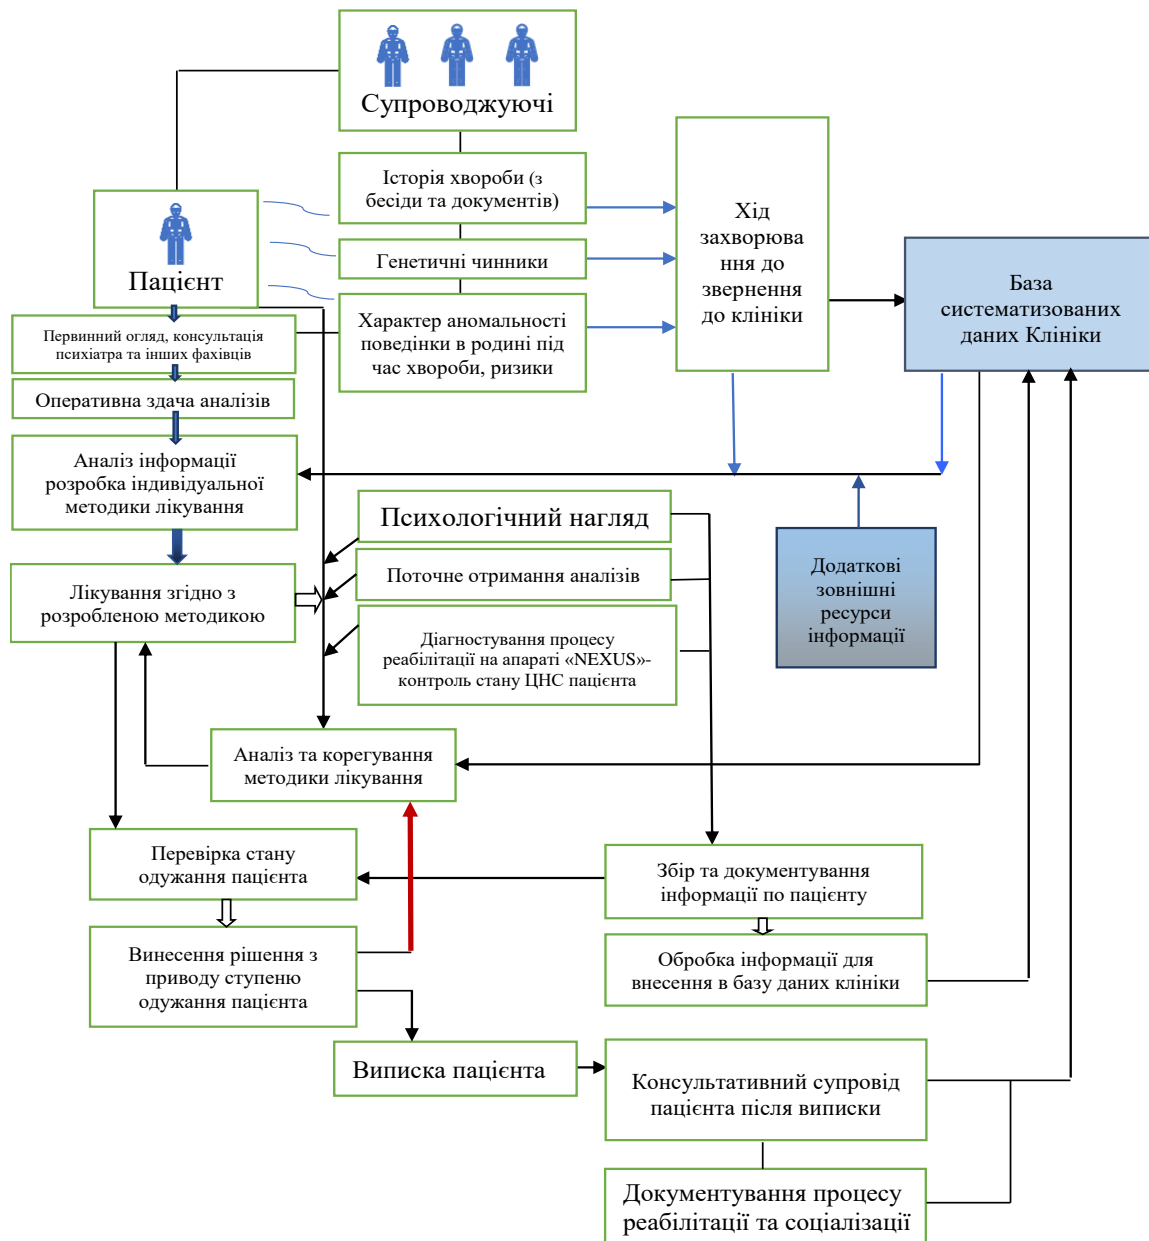 Супроводжуючі
Історія хвороби (з
бесіди та документів)
Генетичні чинники
Характер аномальності
поведінки в родині під
час хвороби, ризики
Хід
захворюва
ння до
звернення
до клініки
База
систематизованих
даних Клініки
Пацієнт
Первинний огляд, консультація
психіатра та інших фахівців
Оперативна здача аналізів
Аналіз інформації
розробка індивідуальної
методики лікування
Лікування згідно з
розробленою методикою
Психологічний нагляд
Поточне отримання аналізів
Діагностування процесу
реабілітації на апараті «NEXUS»-
контроль стану ЦНС пацієнта
Додаткові
зовнішні
ресурси
інформації
Аналіз та корегування
методики лікування
Перевірка стану
одужання пацієнта
Збір та документування
інформації по пацієнту
Винесення рішення з
приводу ступеню
одужання пацієнта
Обробка інформації для
внесення в базу даних клініки
Виписка пацієнта
Консультативний супровід
пацієнта після виписки
Документування процесу
реабілітації та соціалізації